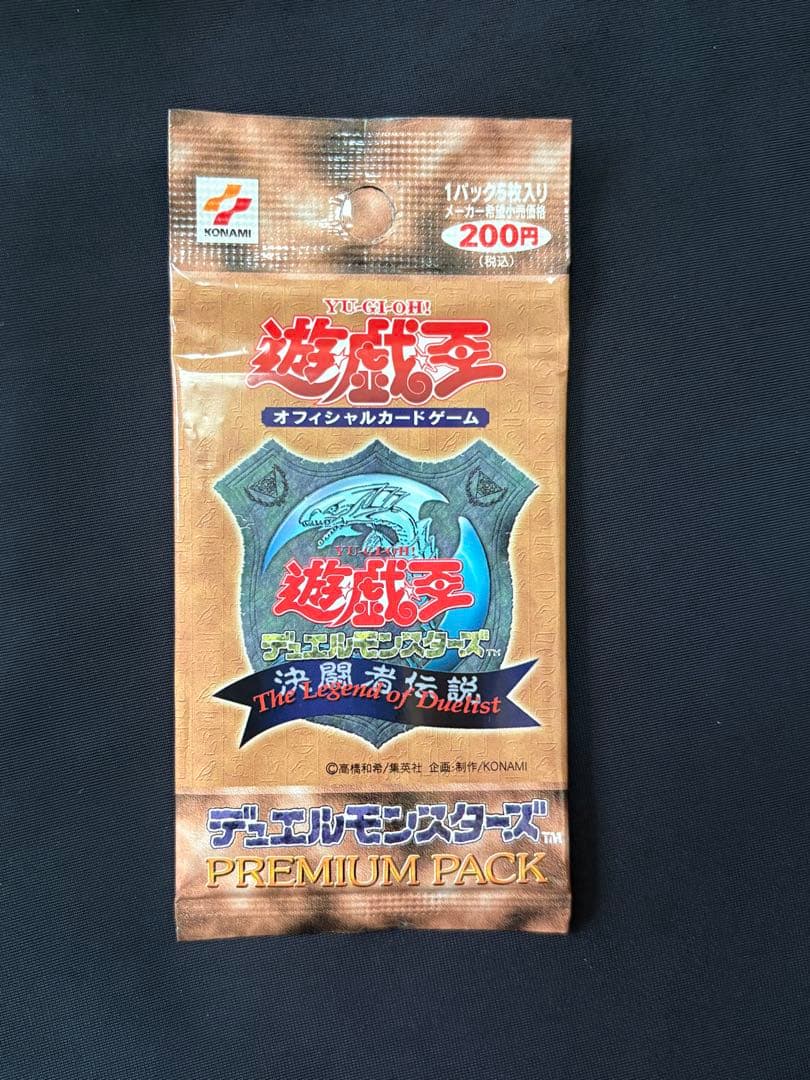 KONAMI
1パック5枚入り
メーカー希望小売価格
200円
(税込)
YU-GI-OH!
遊戯王
オフィシャルカードゲーム
YU-GI-OH!
遊戯王
デュエルモンスターズ™
決闘者伝説
The Legend of Duelist
©高橋和希/集英社 企画・制作/KONAMI
デュエルモンスターズ™
PREMIUM PACK